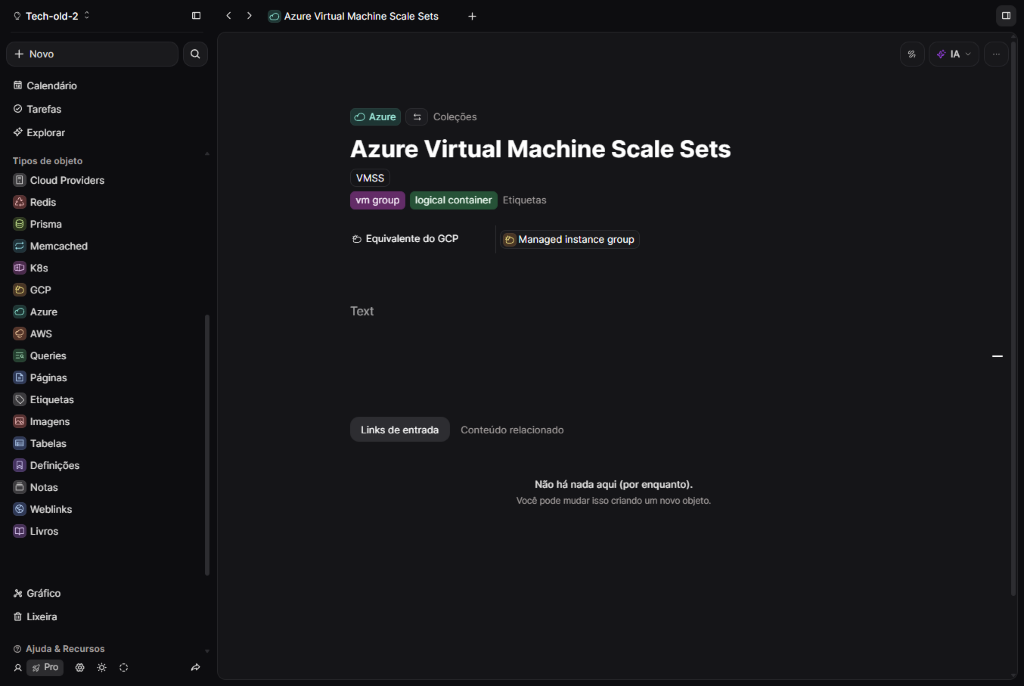 Tech-old-2
Azure Virtual Machine Scale Sets
Novo
IA
Calendário
Tarefas
Explorar
Tipos de objeto
Cloud Providers
Redis
Prisma
Memcached
K8s
GCP
Azure
AWS
Queries
Páginas
Etiquetas
Imagens
Tabelas
Definições
Notas
Weblinks
Livros
Gráfico
Lixeira
Ajuda & Recursos
Pro
Azure Coleções
Azure Virtual Machine Scale Sets
VMSS
vm group logical container Etiquetas
Equivalente do GCP Managed instance group
Text
Links de entrada Conteúdo relacionado
Não há nada aqui (por enquanto).
Você pode mudar isso criando um novo objeto.